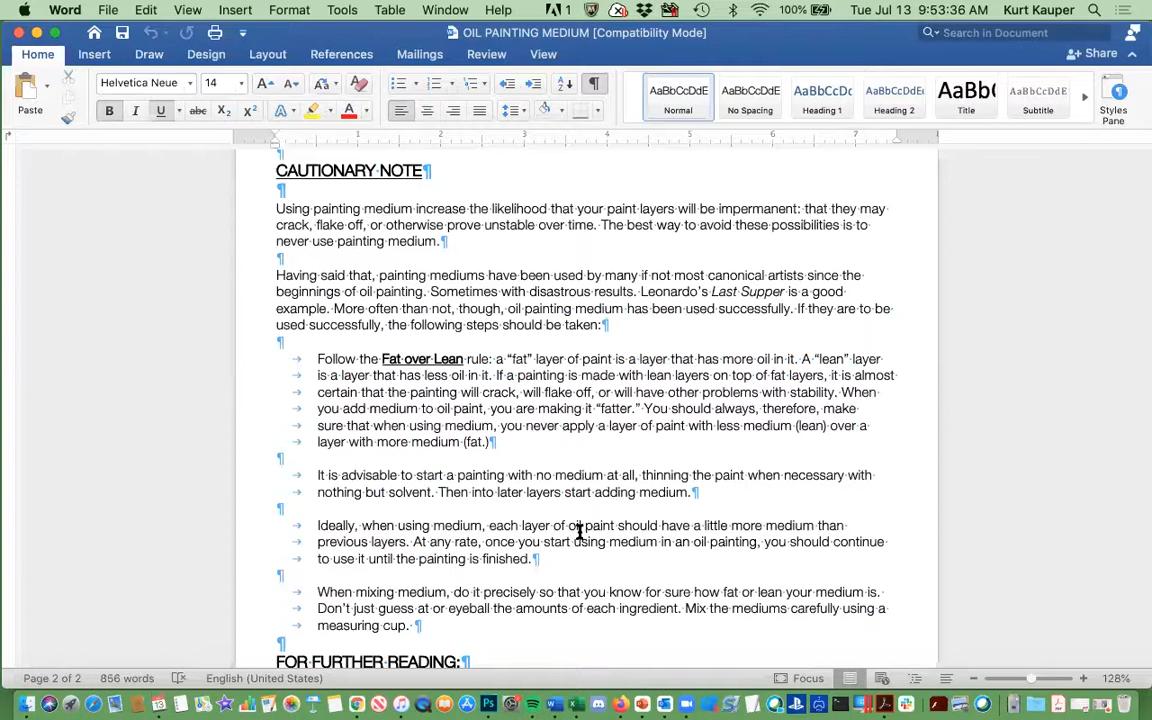 Word File Edit View Insert Format Tools Table Window Help 1 100% Tue Jul 13 9:53:36 AM Kurt Kauper
OIL PAINTING MEDIUM [Compatibility Mode] Search in Document
Home Insert Draw Design Layout References Mailings Review View Share
Paste Helvetica Neue 14 AaBbCcDdE AaBbCcDdE AaBbCcDc AaBbCcDdEe AaBbC AaBbCcDdE
Normal No Spacing Heading 1 Heading 2 Title Subtitle Styles Pane
1 2 3 4 5 6 7
CAUTIONARY NOTE¶
¶
Using painting medium increase the likelihood that your paint layers will be impermanent: that they may
crack, flake off, or otherwise prove unstable over time. The best way to avoid these possibilities is to
never use painting medium.¶
¶
Having said that, painting mediums have been used by many if not most canonical artists since the
beginnings of oil painting. Sometimes with disastrous results. Leonardo's Last Supper is a good
example. More often than not, though, oil painting medium has been used successfully. If they are to be
used successfully, the following steps should be taken:¶
¶
Follow the Fat over Lean rule: a “fat” layer of paint is a layer that has more oil in it. A “lean” layer
is a layer that has less oil in it. If a painting is made with lean layers on top of fat layers, it is almost
certain that the painting will crack, will flake off, or will have other problems with stability. When
you add medium to oil paint, you are making it “fatter.” You should always, therefore, make
sure that when using medium, you never apply a layer of paint with less medium (lean) over a
layer with more medium (fat.)¶
¶
It is advisable to start a painting with no medium at all, thinning the paint when necessary with
nothing but solvent. Then into later layers start adding medium.¶
¶
Ideally, when using medium, each layer of oil paint should have a little more medium than
previous layers. At any rate, once you start using medium in an oil painting, you should continue
to use it until the painting is finished.¶
¶
When mixing medium, do it precisely so that you know for sure how fat or lean your medium is.
Don't just guess at or eyeball the amounts of each ingredient. Mix the mediums carefully using a
measuring cup. ¶
¶
FOR FURTHER READING:¶
Page 2 of 2 856 words English (United States) Focus 128%